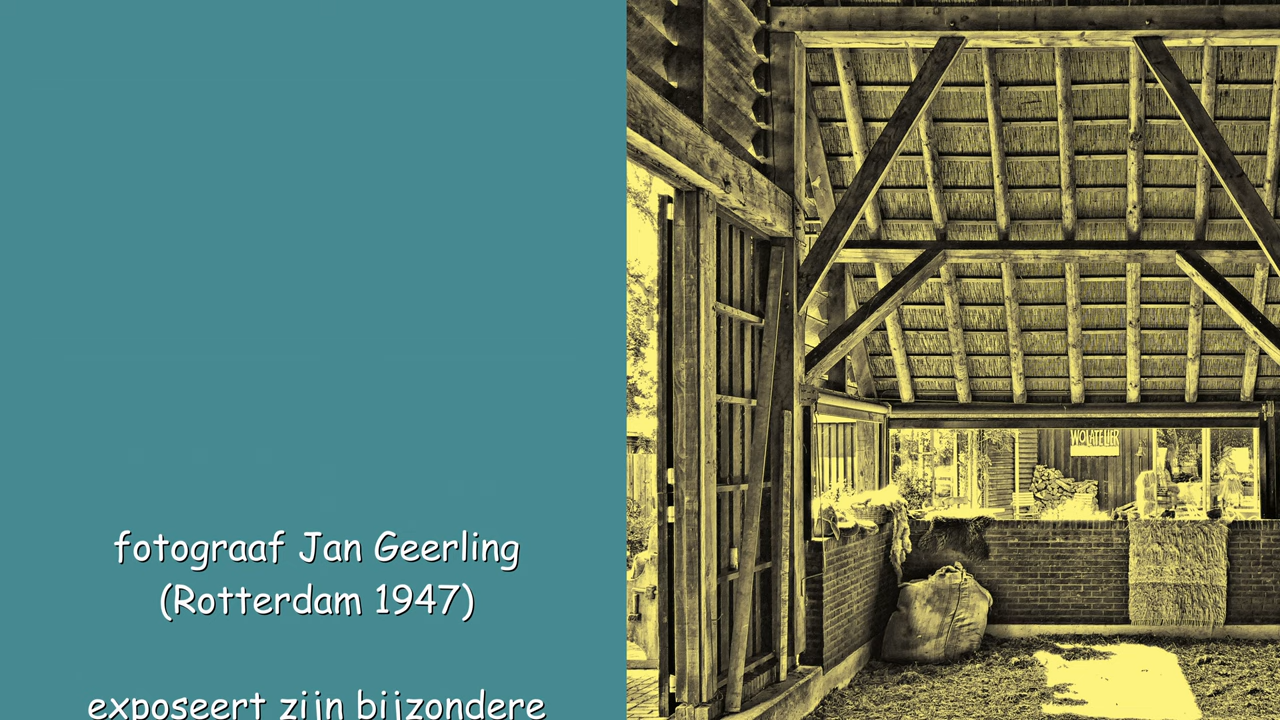 fotograaf Jan Geerling
(Rotterdam 1947)
exposeert zijn bijzondere
WOLATELIER